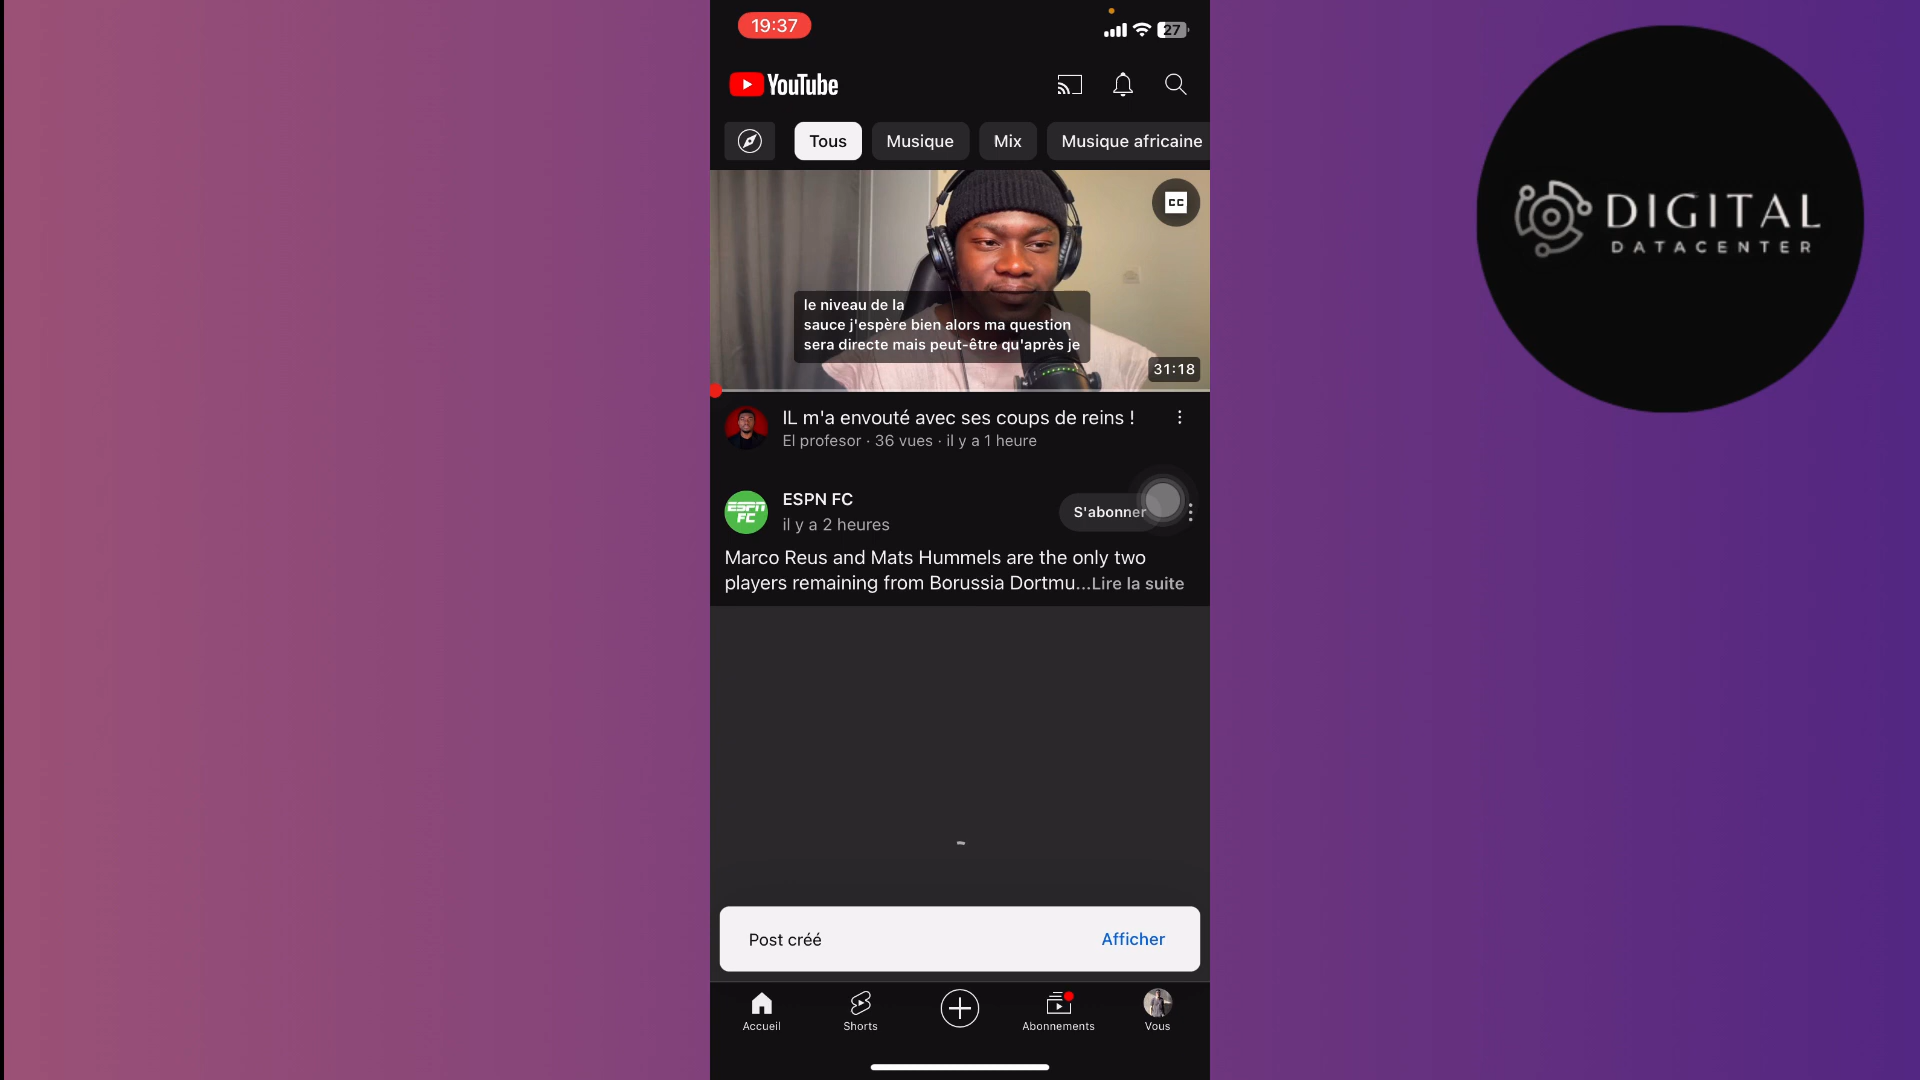 19:37
27
YouTube
Tous
Musique
Mix
Musique africaine
CC
le niveau de la
sauce j'espère bien alors ma question
sera directe mais peut-être qu'après je
31:18
IL m'a envouté avec ses coups de reins !
El profesor · 36 vues · il y a 1 heure
ESPN FC
ESPN FC
il y a 2 heures
S'abonner
Marco Reus and Mats Hummels are the only two
players remaining from Borussia Dortmu...Lire la suite
Post créé
Afficher
Accueil
Shorts
Abonnements
Vous
DIGITAL
DATACENTER